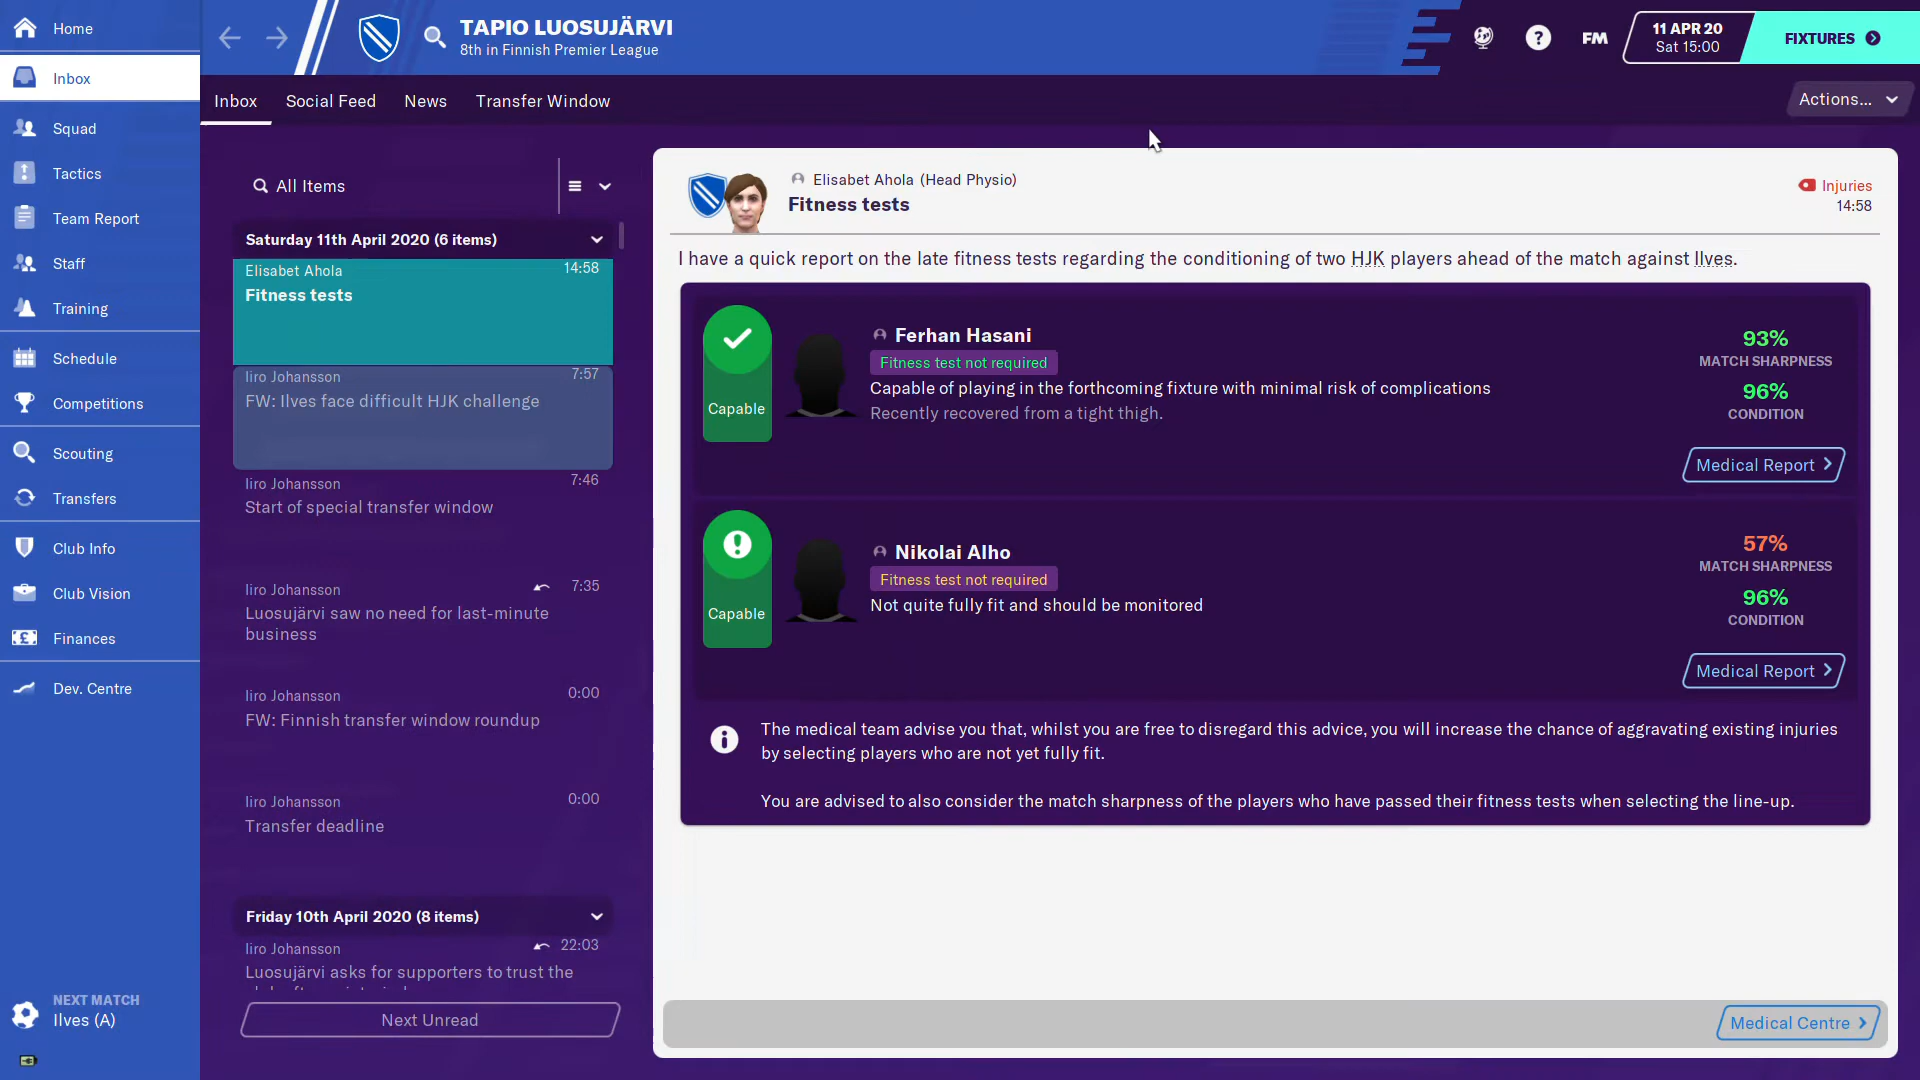 Home
Inbox
Squad
Tactics
Team Report
Staff
Training
Schedule
Competitions
Scouting
Transfers
Club Info
Club Vision
Finances
Dev. Centre
NEXT MATCH
Ilves (A)
TAPIO LUOSUJÄRVI
8th in Finnish Premier League
?
FM
11 APR 20
Sat 15:00
FIXTURES
Inbox Social Feed News Transfer Window
Actions...
All Items
Saturday 11th April 2020 (6 items)
Elisabet Ahola 14:58
Fitness tests
Iiro Johansson 7:57
FW: Ilves face difficult HJK challenge
Iiro Johansson 7:46
Start of special transfer window
Iiro Johansson 7:35
Luosujärvi saw no need for last-minute
business
Iiro Johansson 0:00
FW: Finnish transfer window roundup
Iiro Johansson 0:00
Transfer deadline
Friday 10th April 2020 (8 items)
Iiro Johansson 22:03
Luosujärvi asks for supporters to trust the
Next Unread
Elisabet Ahola (Head Physio)
Fitness tests
Injuries
14:58
I have a quick report on the late fitness tests regarding the conditioning of two HJK players ahead of the match against Ilves.
Capable
Ferhan Hasani
Fitness test not required
Capable of playing in the forthcoming fixture with minimal risk of complications
Recently recovered from a tight thigh.
93%
MATCH SHARPNESS
96%
CONDITION
Medical Report
Capable
Nikolai Alho
Fitness test not required
Not quite fully fit and should be monitored
57%
MATCH SHARPNESS
96%
CONDITION
Medical Report
The medical team advise you that, whilst you are free to disregard this advice, you will increase the chance of aggravating existing injuries
by selecting players who are not yet fully fit.
You are advised to also consider the match sharpness of the players who have passed their fitness tests when selecting the line-up.
Medical Centre